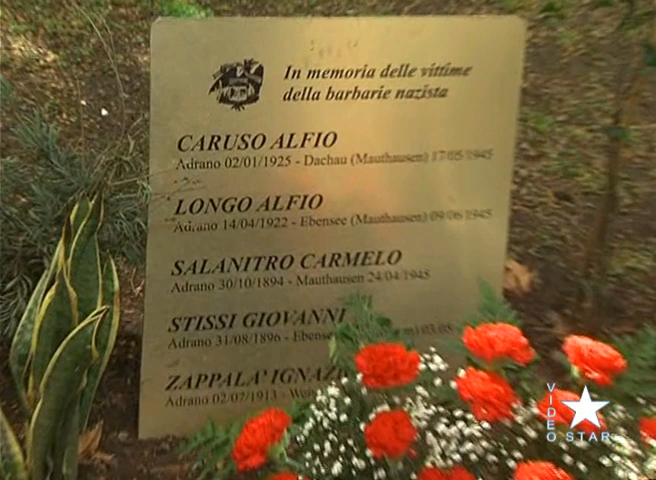 In memoria delle vittime
della barbarie nazista
CARUSO ALFIO
Adrano 02/01/1925 - Dachau (Mauthausen) 17/05/1945
LONGO ALFIO
Adrano 14/04/1922 - Ebensee (Mauthausen) 09/06/1945
SALANITRO CARMELO
Adrano 30/10/1894 - Mauthausen 24/04/1945
STISSI GIOVANNI
Adrano 31/08/1896 - Ebensee
ZAPPALA'
Adrano 02/07/1913 -
VIDEO STAR